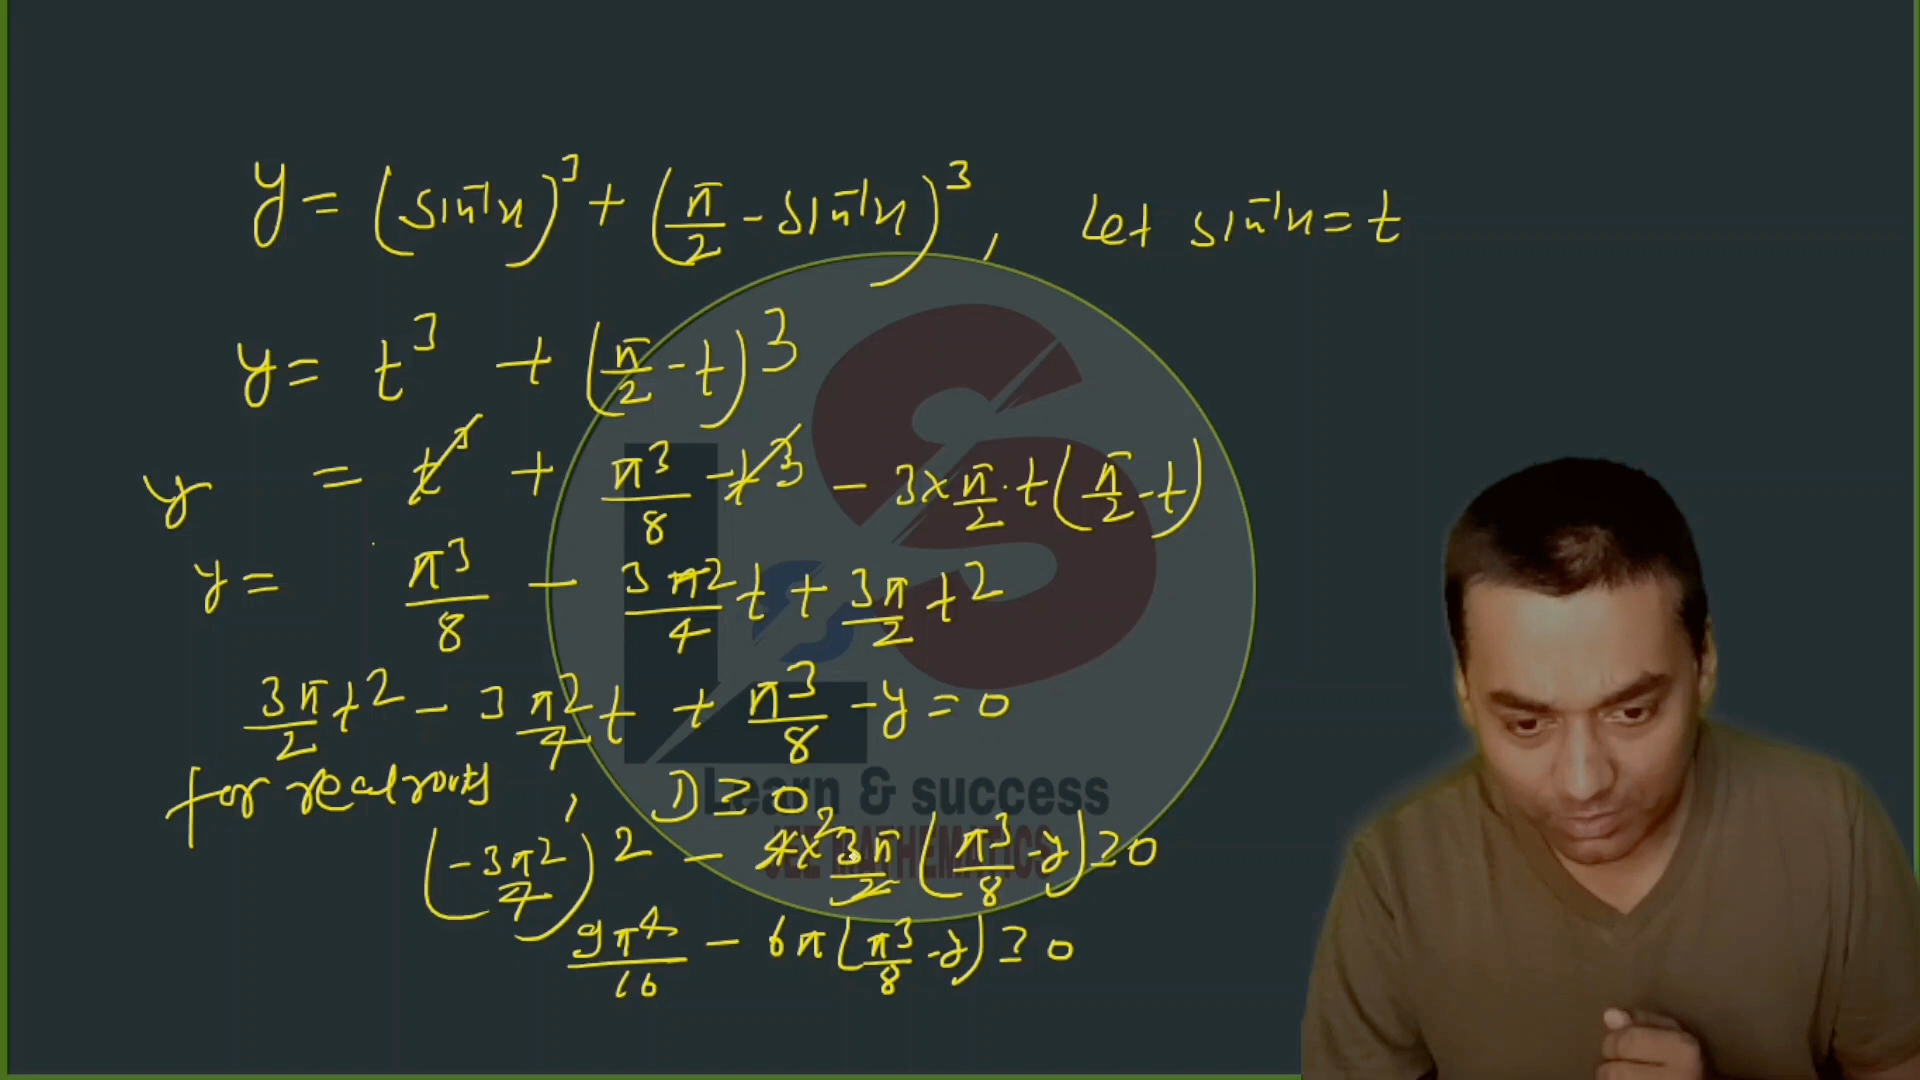 y = (sin⁻¹x)³ + (π/2 - sin⁻¹x)³, Let sin⁻¹x = t
y = t³ + (π/2 - t)³
y = t³ + π³/8 - t³ - 3×π/2·t(π/2 - t)
y = π³/8 - 3π²/4 t + 3π/2 t²
3π/2 t² - 3π²/4 t + π³/8 - y = 0
for real roots, D ≥ 0
Learn & success
JEE MATHEMATICS
(-3π²/4)² - 4×3π/2 (π³/8 - y) ≥ 0
9π⁴/16 - 6π(π³/8 - y) ≥ 0